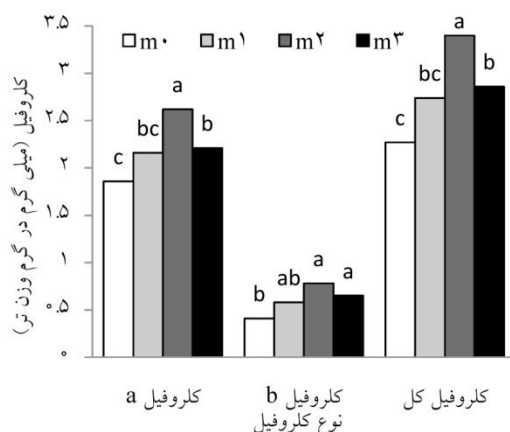 ۳.۵
۳
۲.۵
۲
۱.۵
۱
۰.۵
۰
کلروفیل (میلی گرم در گرم وزن تر)
m۰ m۱ m۲ m۳
c bc a b
b ab a a
c bc a b
کلروفیل a کلروفیل b کلروفیل کل
نوع کلروفیل